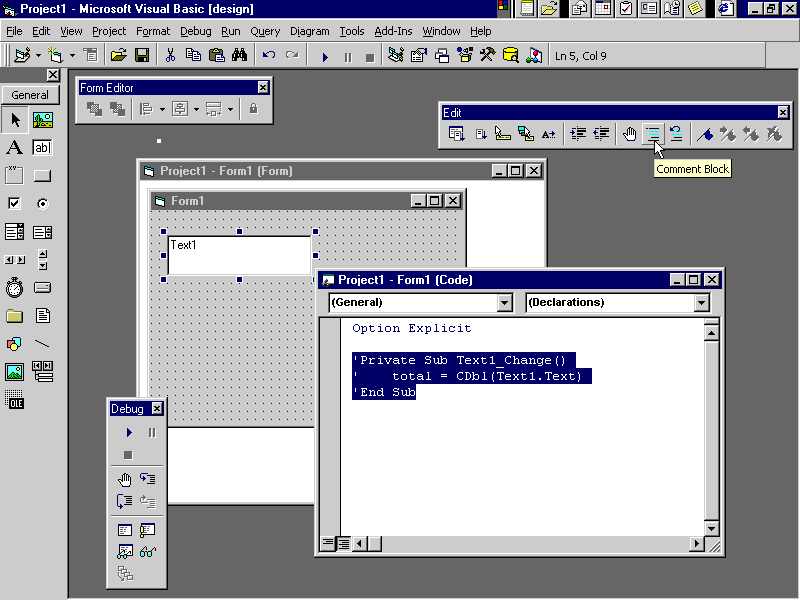 Project1 - Microsoft Visual Basic [design]
File Edit View Project Format Debug Run Query Diagram Tools Add-Ins Window Help
Ln 5, Col 9
General
Form Editor
Edit
A
ab|
Comment Block
Project1 - Form1 (Form)
Form1
Text1
Project1 - Form1 (Code)
(General) (Declarations)
Option Explicit
'Private Sub Text1_Change()
'    total = CDbl(Text1.Text)
'End Sub
OLE
Debug